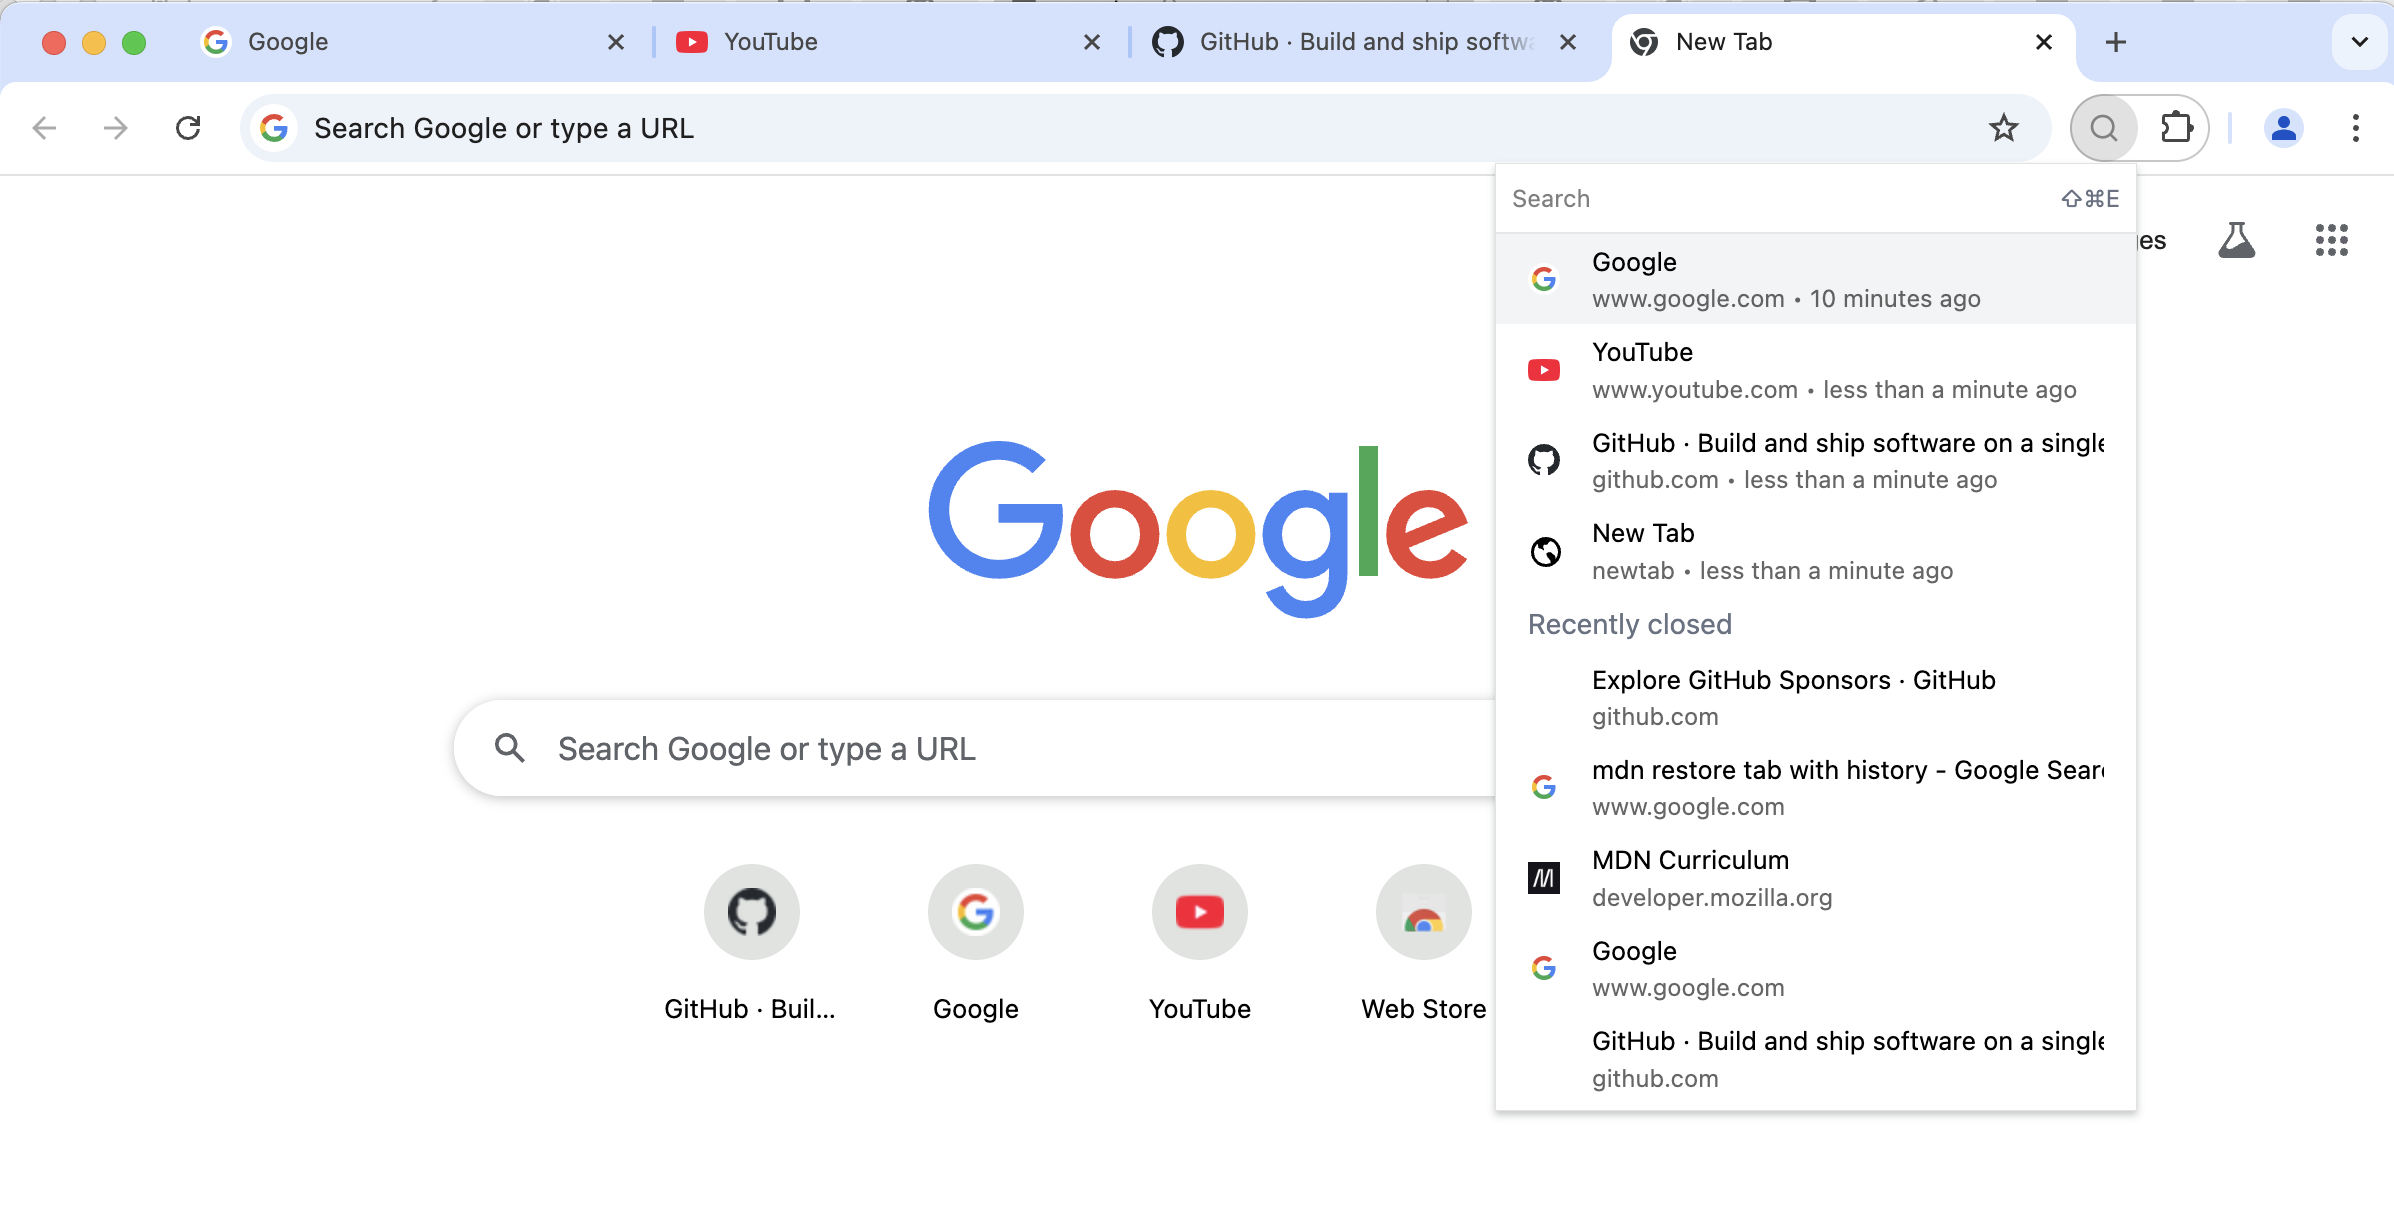 Google
YouTube
GitHub · Build and ship softwa
New Tab
Search Google or type a URL
Search
⇧⌘E
es
Google
www.google.com • 10 minutes ago
YouTube
www.youtube.com • less than a minute ago
GitHub · Build and ship software on a single
github.com • less than a minute ago
New Tab
newtab • less than a minute ago
Recently closed
Explore GitHub Sponsors · GitHub
github.com
mdn restore tab with history - Google Sear
www.google.com
MDN Curriculum
developer.mozilla.org
Google
www.google.com
GitHub · Build and ship software on a single
github.com
Google
Search Google or type a URL
GitHub · Buil...
Google
YouTube
Web Store